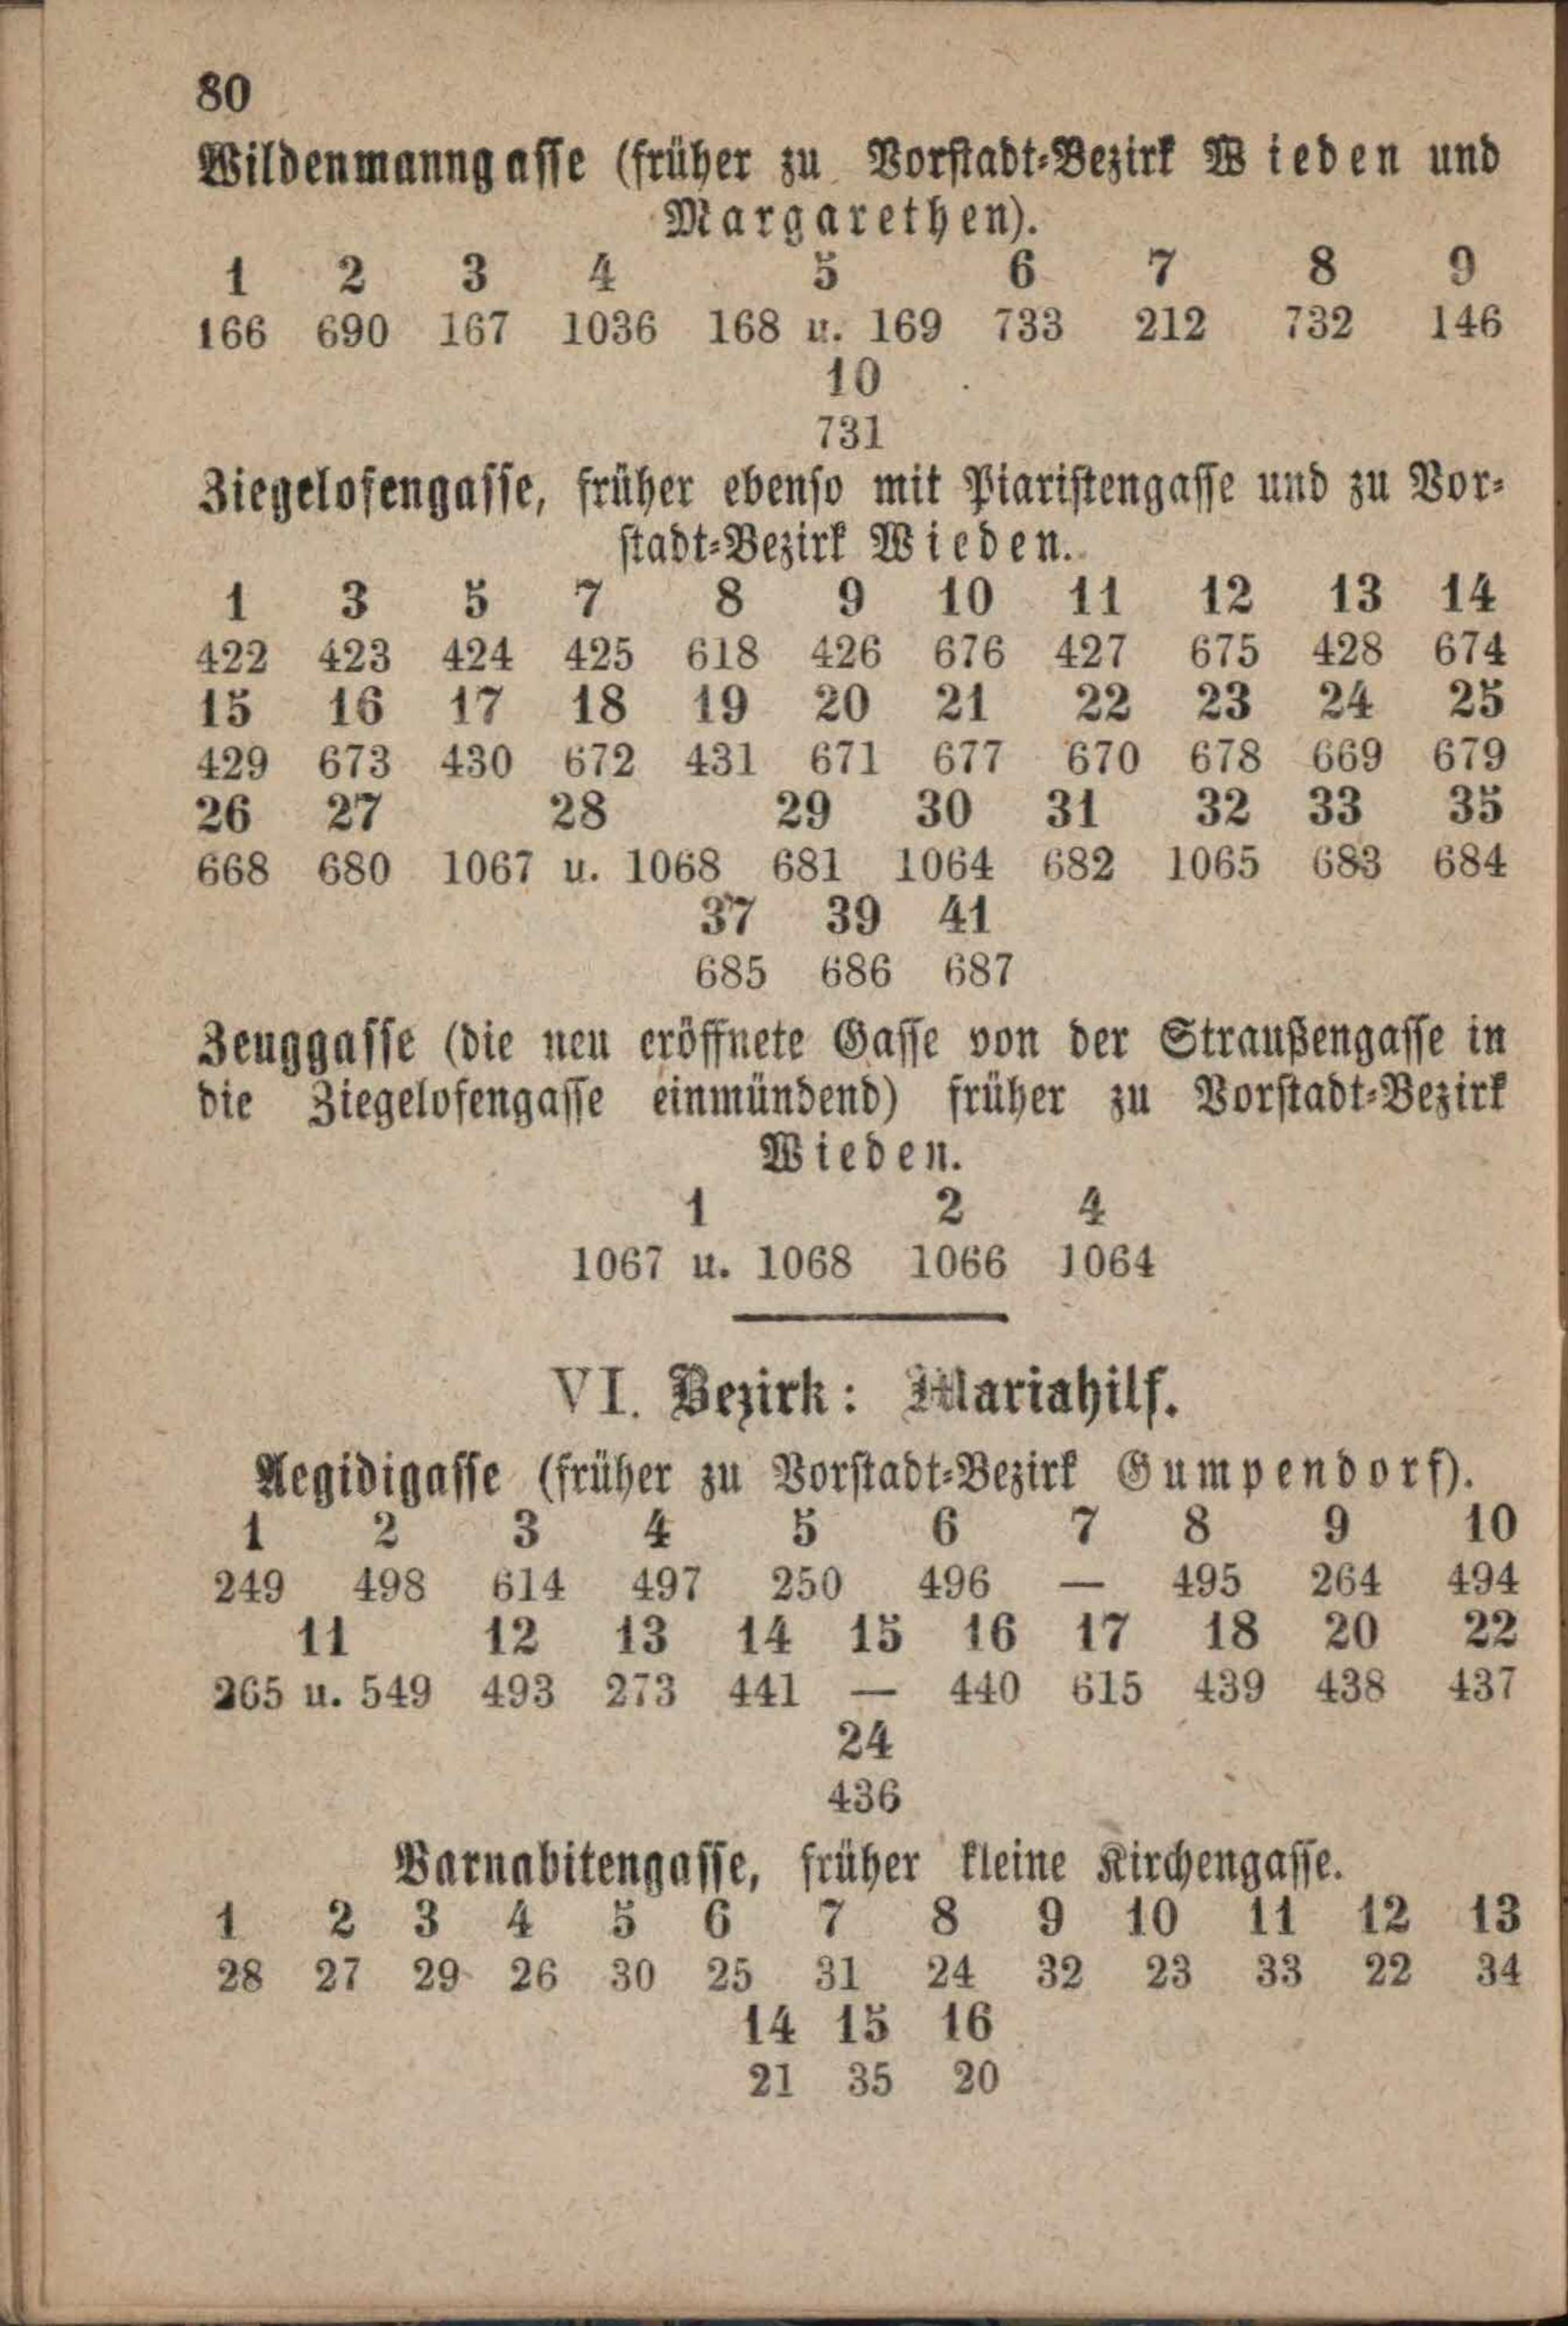 80
Wildenmanngasse (früher zu Vorstadt-Bezirk Wieden und
Margarethen).
1 2 3 4 5 6 7 8 9
166 690 167 1036 168 u. 169 733 212 732 146
10
731
Ziegelofengasse, früher ebenso mit Piaristengasse und zu Vor-
stadt-Bezirk Wieden.
1 3 5 7 8 9 10 11 12 13 14
422 423 424 425 618 426 676 427 675 428 674
15 16 17 18 19 20 21 22 23 24 25
429 673 430 672 431 671 677 670 678 669 679
26 27 28 29 30 31 32 33 35
668 680 1067 u. 1068 681 1064 682 1065 683 684
37 39 41
685 686 687
Zeuggasse (die neu eröffnete Gasse von der Straußengasse in
die Ziegelofengasse einmündend) früher zu Vorstadt-Bezirk
Wieden.
1 2 4
1067 u. 1068 1066 1064
VI. Bezirk: Mariahilf.
Aegidigasse (früher zu Vorstadt-Bezirk Gumpendorf).
1 2 3 4 5 6 7 8 9 10
249 498 614 497 250 496 — 495 264 494
11 12 13 14 15 16 17 18 20 22
265 u. 549 493 273 441 — 440 615 439 438 437
24
436
Barnabitengasse, früher kleine Kirchengasse.
1 2 3 4 5 6 7 8 9 10 11 12 13
28 27 29 26 30 25 31 24 32 23 33 22 34
14 15 16
21 35 20